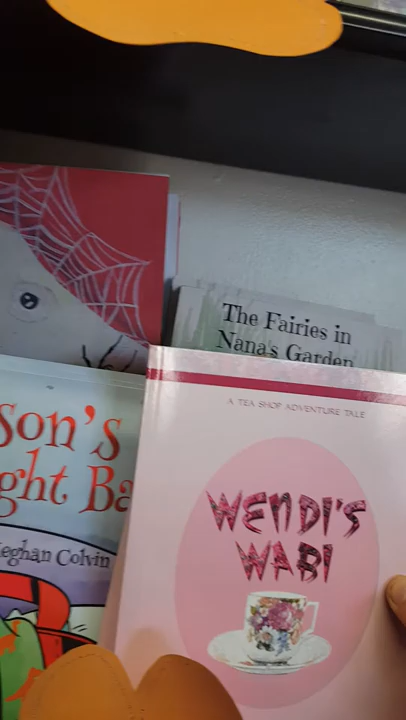 The Fairies in
Nana's Garden
A TEA SHOP ADVENTURE TALE
WENDI'S
WABI
son's
ght Ba
eghan Colvin